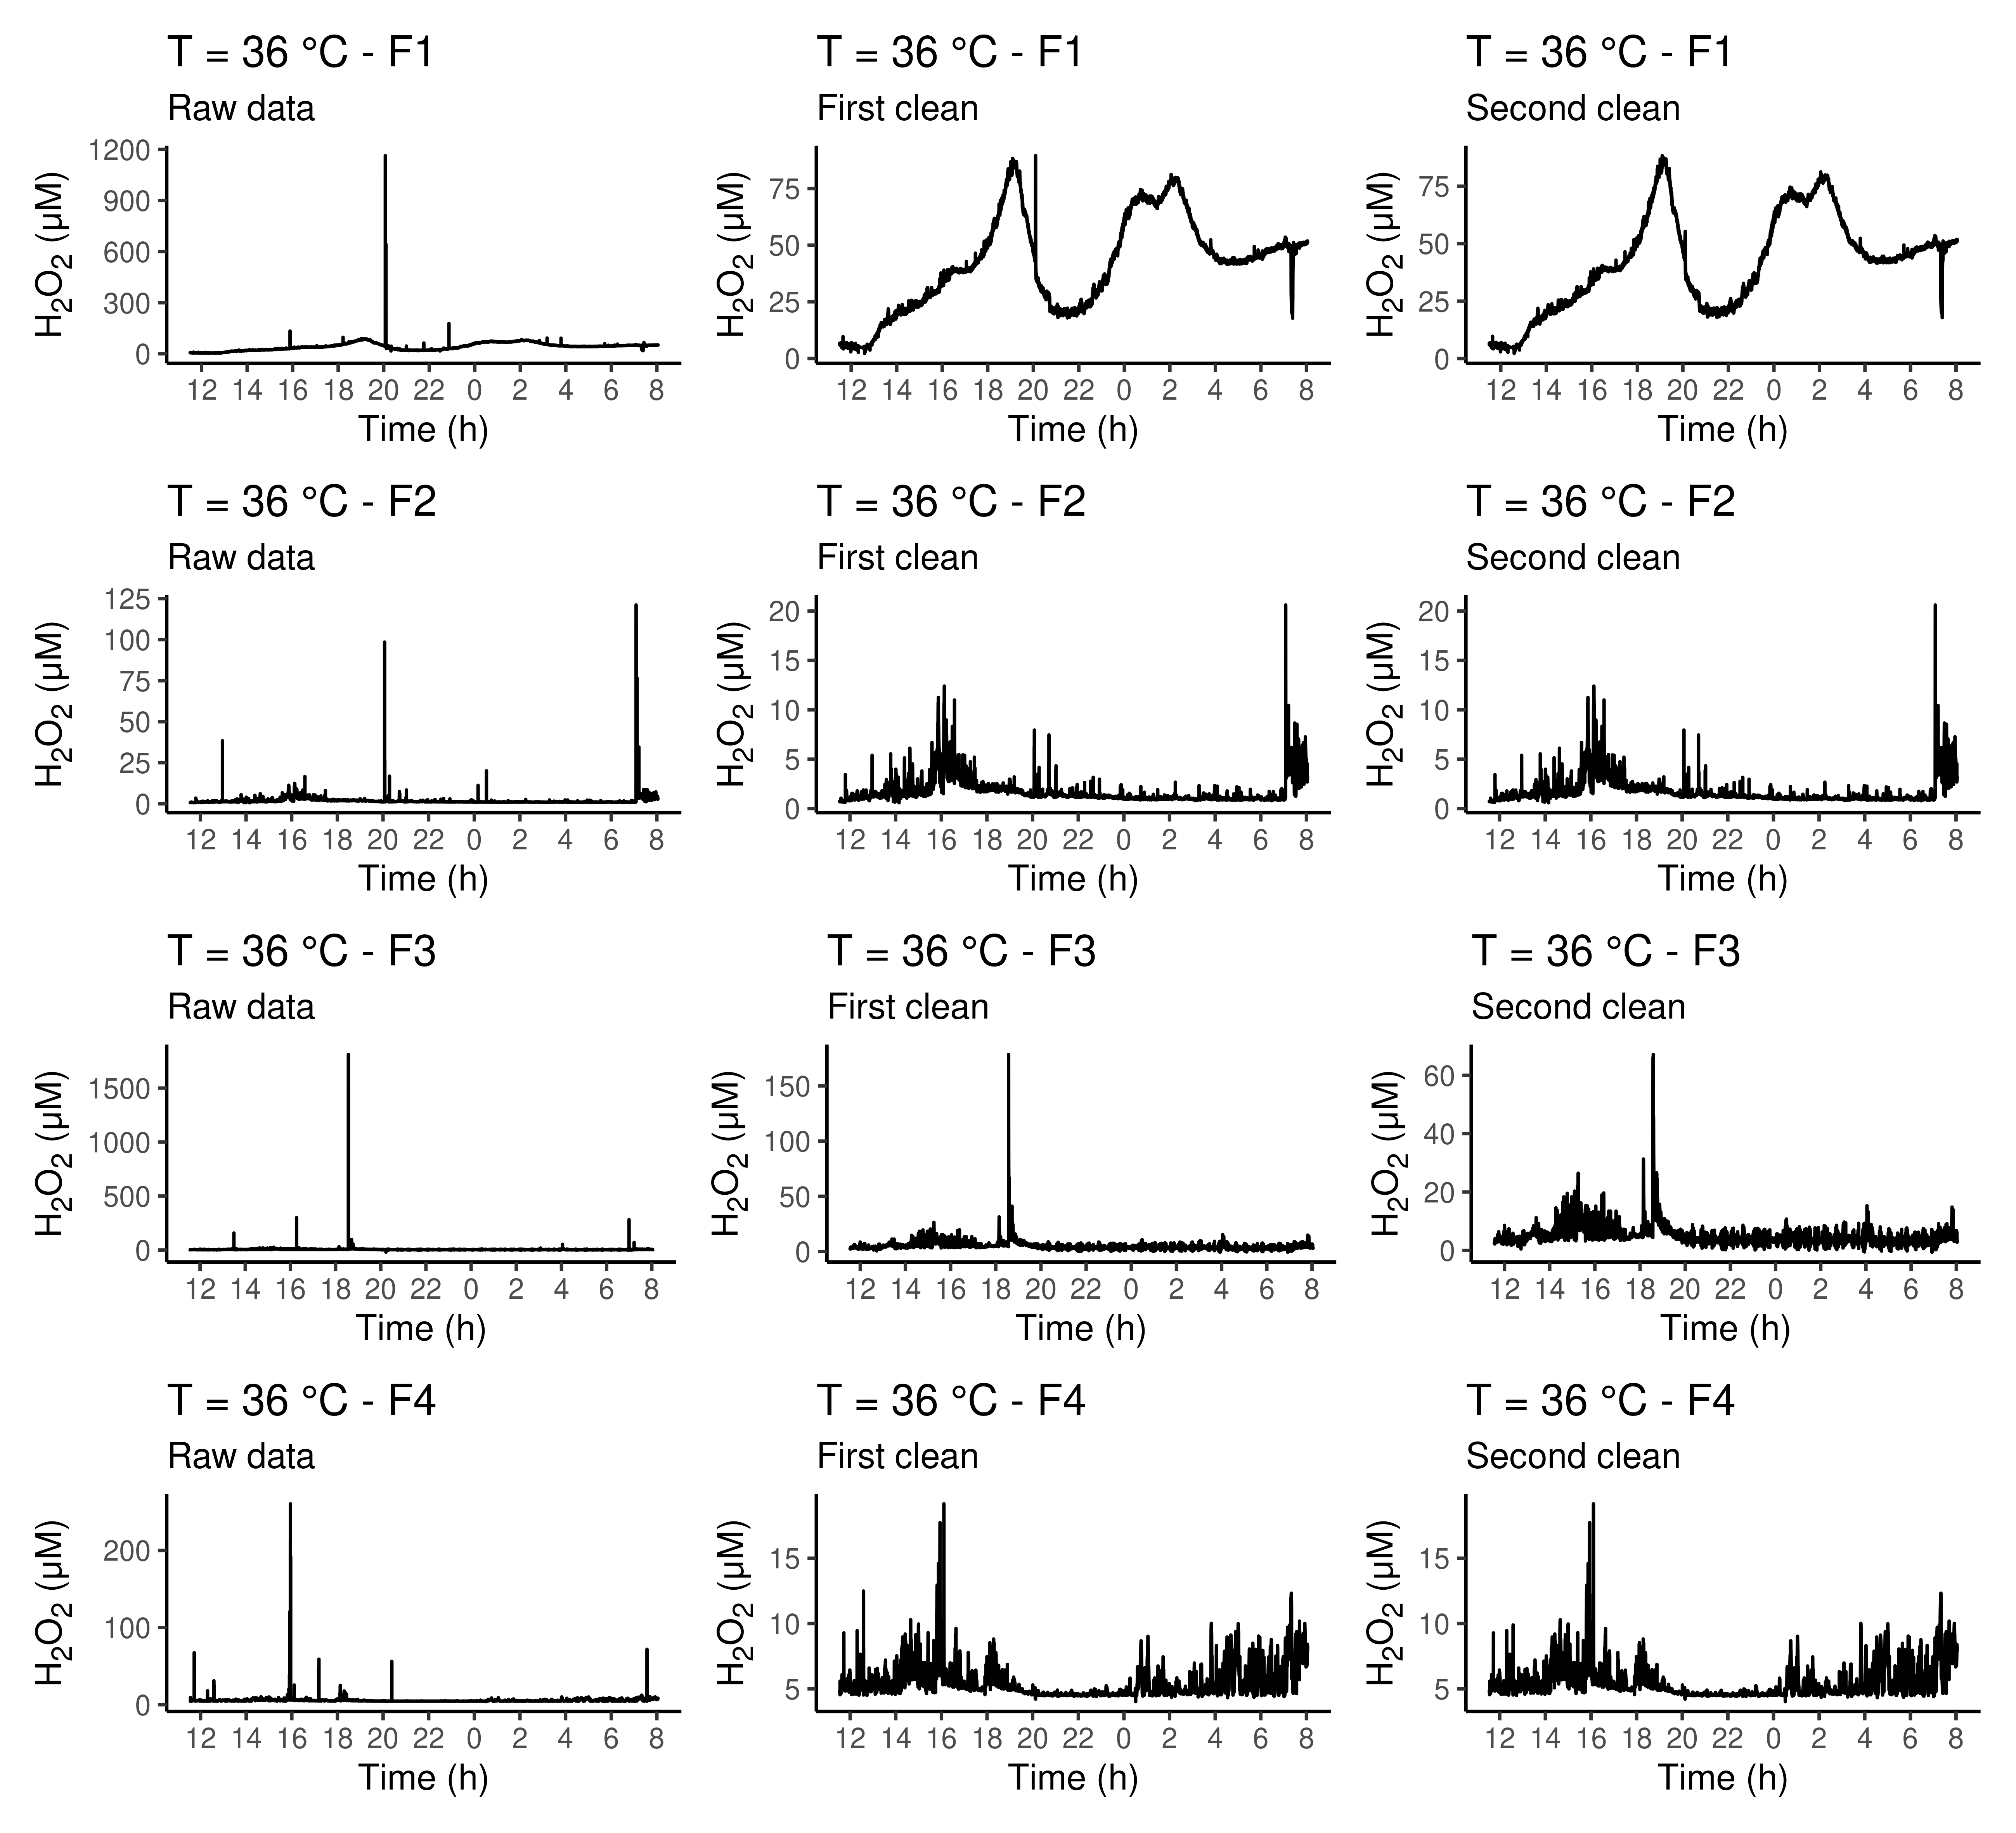 T = 36 °C - F1 T = 36 °C - F1 T = 36 °C - F1
Raw data First clean Second clean
H₂O₂ (µM) 1200 900 600 300 0 H₂O₂ (µM) 75 50 25 0 H₂O₂ (µM) 75 50 25 0
12 14 16 18 20 22 0 2 4 6 8 12 14 16 18 20 22 0 2 4 6 8 12 14 16 18 20 22 0 2 4 6 8
Time (h) Time (h) Time (h)
T = 36 °C - F2 T = 36 °C - F2 T = 36 °C - F2
Raw data First clean Second clean
H₂O₂ (µM) 125 100 75 50 25 0 H₂O₂ (µM) 20 15 10 5 0 H₂O₂ (µM) 20 15 10 5 0
12 14 16 18 20 22 0 2 4 6 8 12 14 16 18 20 22 0 2 4 6 8 12 14 16 18 20 22 0 2 4 6 8
Time (h) Time (h) Time (h)
T = 36 °C - F3 T = 36 °C - F3 T = 36 °C - F3
Raw data First clean Second clean
H₂O₂ (µM) 1500 1000 500 0 H₂O₂ (µM) 150 100 50 0 H₂O₂ (µM) 60 40 20 0
12 14 16 18 20 22 0 2 4 6 8 12 14 16 18 20 22 0 2 4 6 8 12 14 16 18 20 22 0 2 4 6 8
Time (h) Time (h) Time (h)
T = 36 °C - F4 T = 36 °C - F4 T = 36 °C - F4
Raw data First clean Second clean
H₂O₂ (µM) 200 100 0 H₂O₂ (µM) 15 10 5 H₂O₂ (µM) 15 10 5
12 14 16 18 20 22 0 2 4 6 8 12 14 16 18 20 22 0 2 4 6 8 12 14 16 18 20 22 0 2 4 6 8
Time (h) Time (h) Time (h)